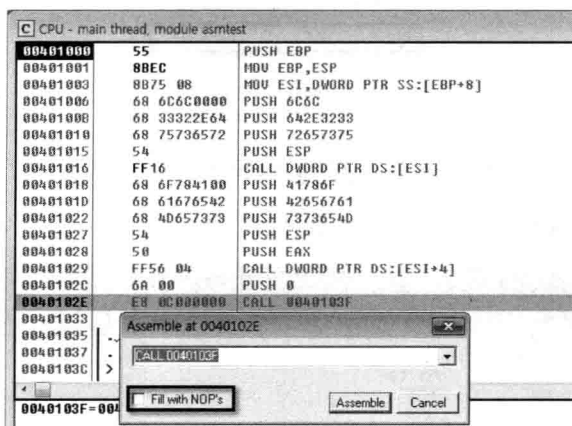 C CPU - main thread, module asmtest
00401000 55 PUSH EBP
00401001 8BEC MOV EBP,ESP
00401003 8B75 08 MOV ESI,DWORD PTR SS:[EBP+8]
00401006 68 6C6C0000 PUSH 6C6C
0040100B 68 33322E64 PUSH 642E3233
00401010 68 75736572 PUSH 72657375
00401015 54 PUSH ESP
00401016 FF16 CALL DWORD PTR DS:[ESI]
00401018 68 6F784100 PUSH 41786F
0040101D 68 61676542 PUSH 42656761
00401022 68 4D657373 PUSH 7373654D
00401027 54 PUSH ESP
00401028 50 PUSH EAX
00401029 FF56 04 CALL DWORD PTR DS:[ESI+4]
0040102C 6A 00 PUSH 0
0040102E E8 0C000000 CALL 0040103F
00401033
00401035
00401037
0040103C >
Assemble at 0040102E
CALL 0040103F
Fill with NOP's
Assemble Cancel
0040103F=004